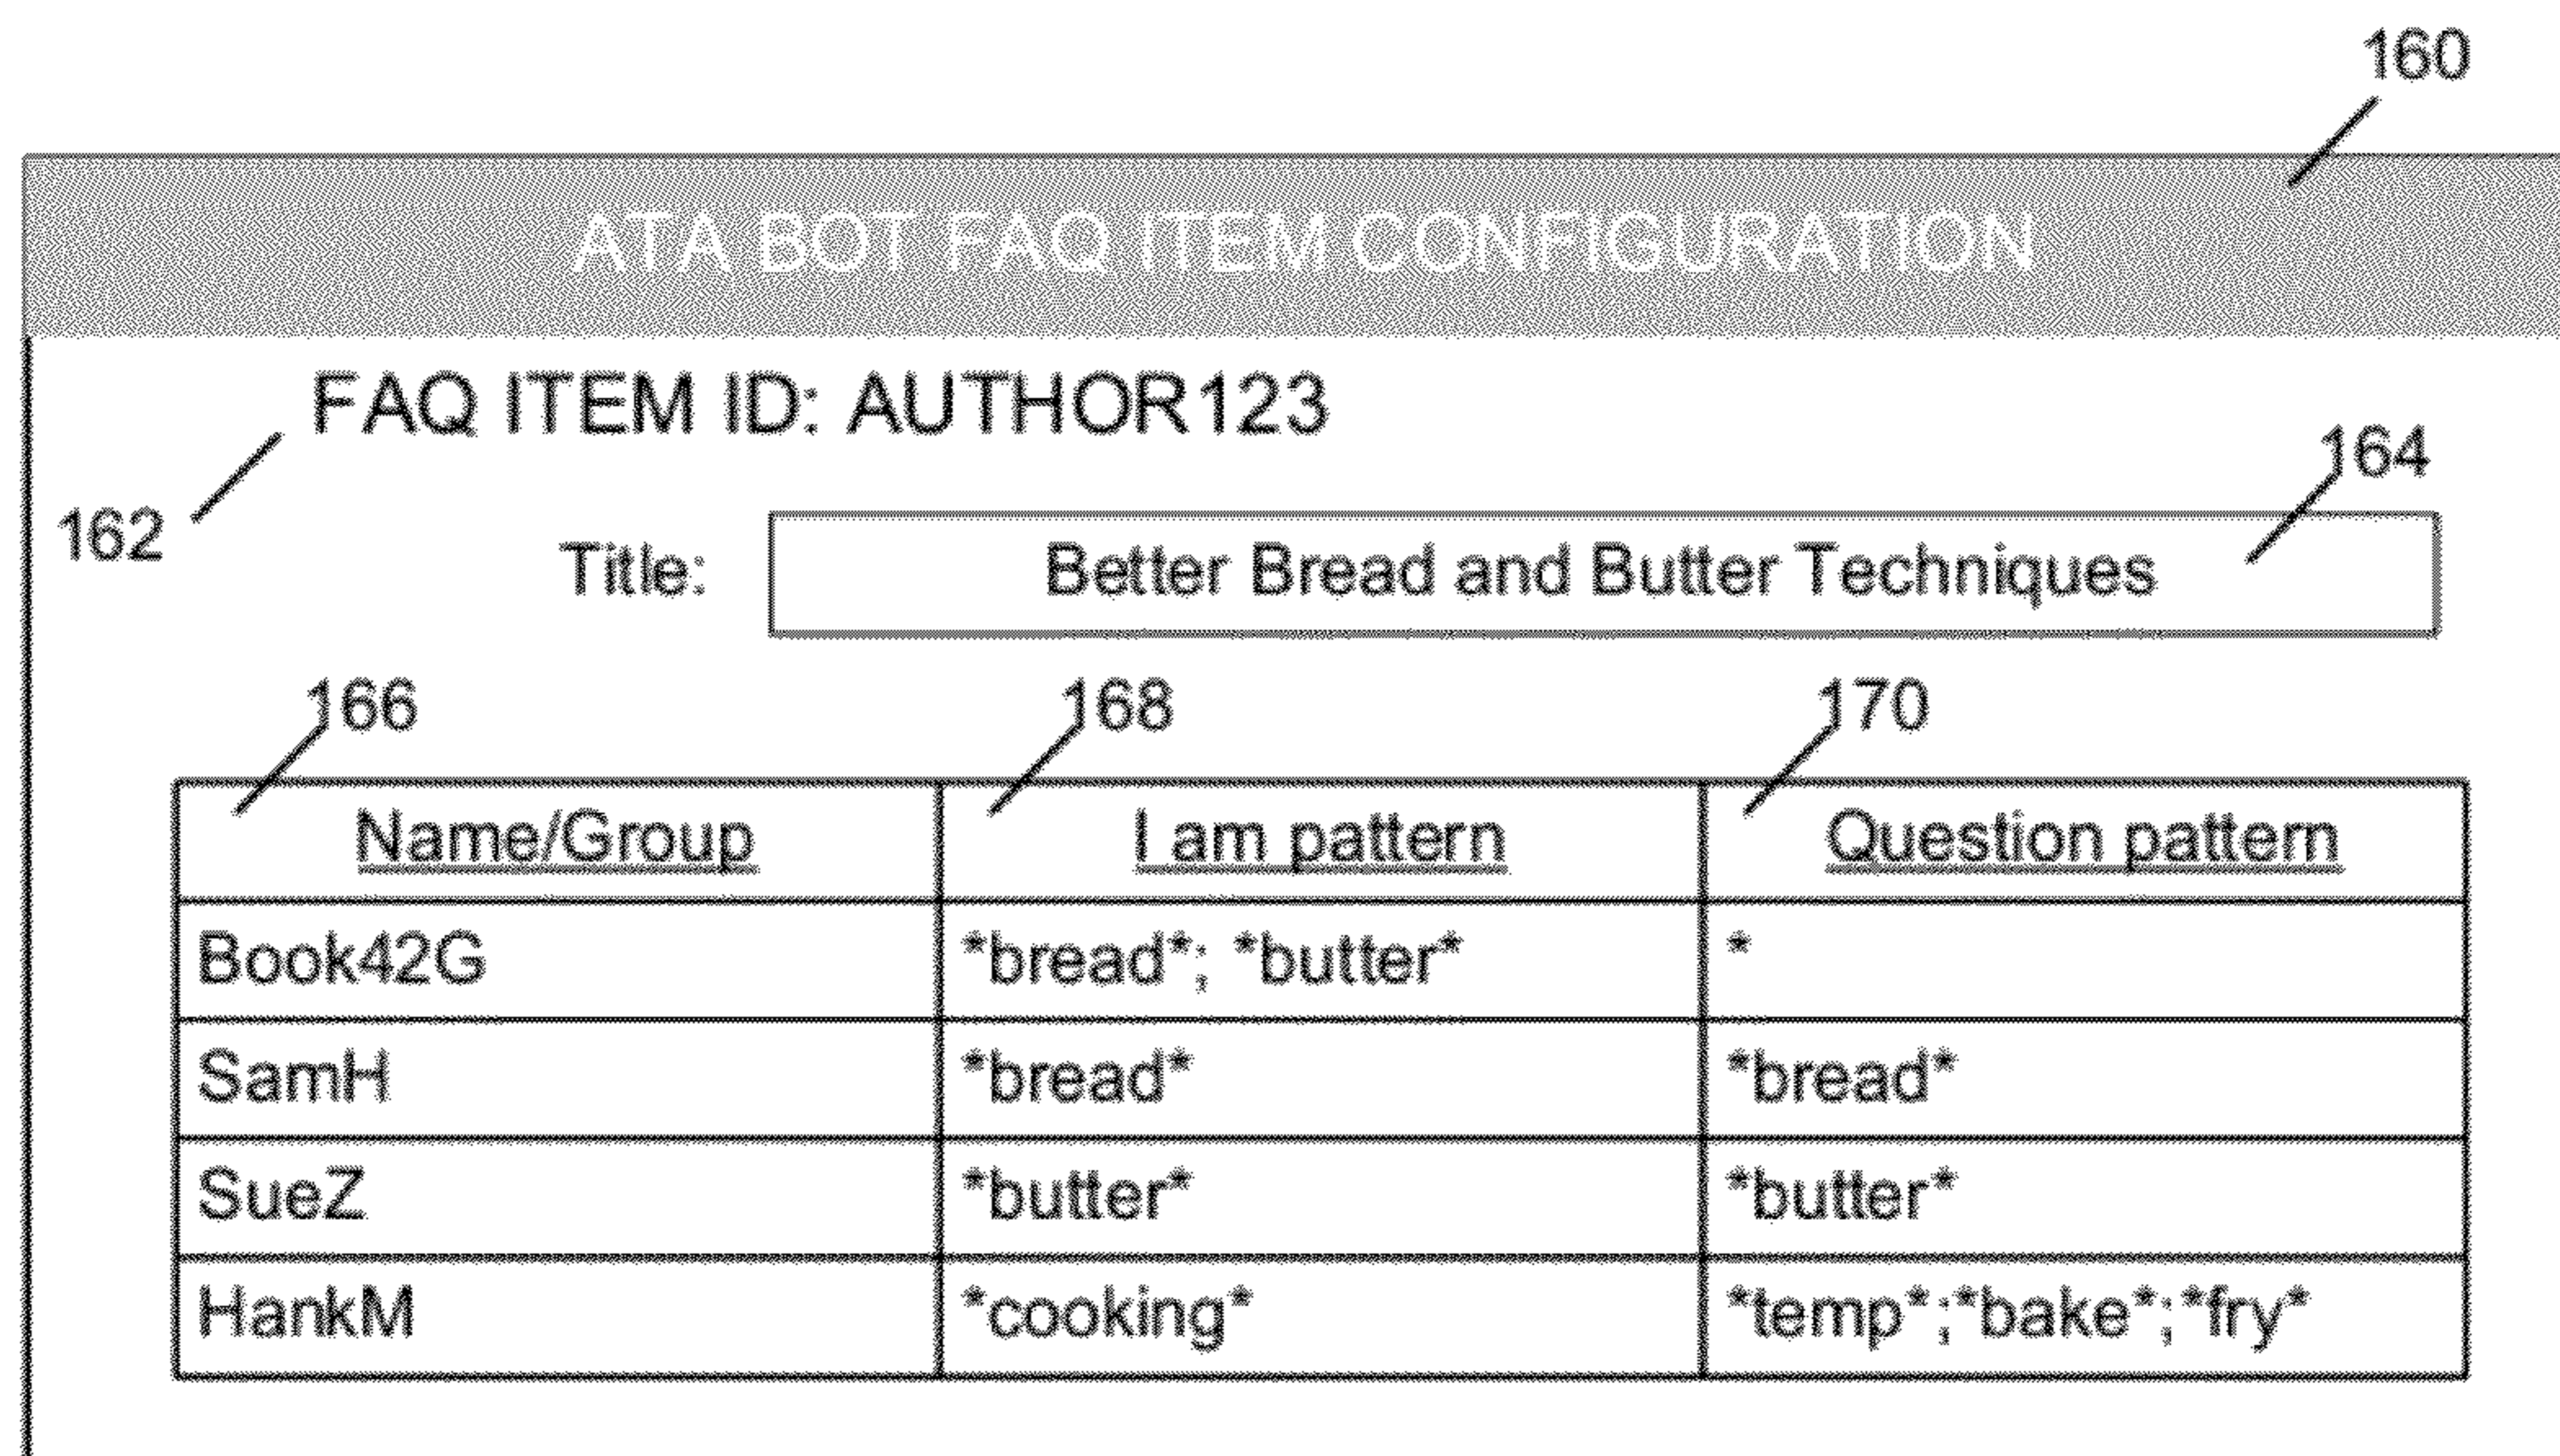 160
ATA BOT FAQ ITEM CONFIGURATION
FAQ ITEM ID: AUTHOR123
164
162
Title: Better Bread and Butter Techniques
166 168 170
Name/Group I am pattern Question pattern
Book42G *bread*; *butter* *
SamH *bread* *bread*
SueZ *butter* *butter*
HankM *cooking* *temp*;*bake*;*fry*